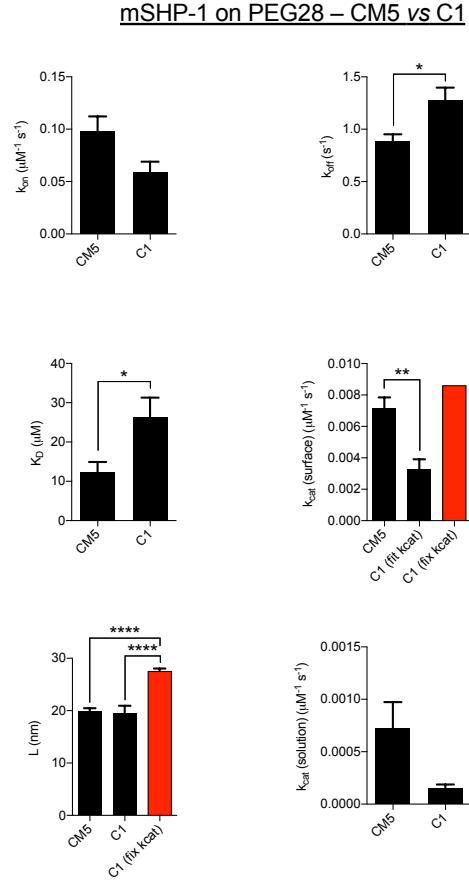 mSHP-1 on PEG28 – CM5 vs C1
0.15
0.10
0.05
0.00
kon (μM-1 s-1)
CM5
C1
1.5
1.0
0.5
0.0
koff (s-1)
*
CM5
C1
40
30
20
10
0
KD (μM)
*
CM5
C1
0.010
0.008
0.006
0.004
0.002
0.000
kcat (surface) (μM-1 s-1)
**
CM5
C1 (fit kcat)
C1 (fix kcat)
30
20
10
0
L (nm)
****
****
CM5
C1
C1 (fix kcat)
0.0015
0.0010
0.0005
0.0000
kcat (solution) (μM-1 s-1)
CM5
C1